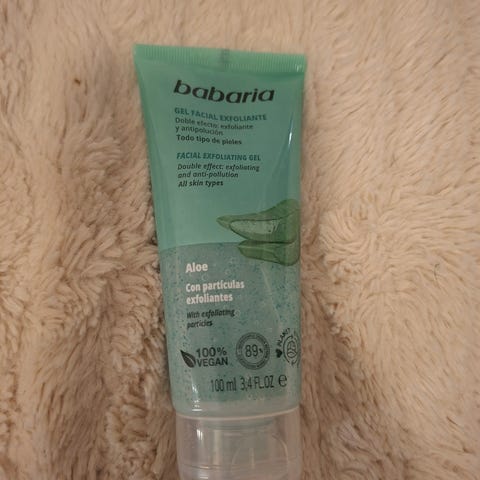 babaria
GEL FACIAL EXFOLIANTE
Doble efecto: exfoliante
y antipolución
Todo tipo de pieles
FACIAL EXFOLIATING GEL
Double effect: exfoliating
and anti-pollution
All skin types
Aloe
Con partículas
exfoliantes
With exfoliating
particles
100%
VEGAN
89%
PLANET
100 ml 3,4 FL.OZ e